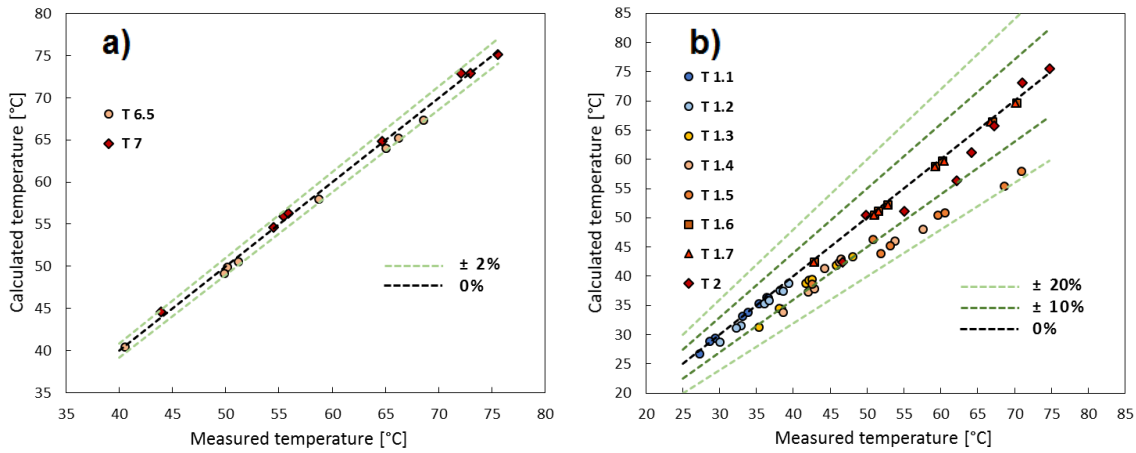 a)
80
75
70
65
60
55
50
45
40
35
Calculated temperature [°C]
T 6.5
T 7
± 2%
0%
35 40 45 50 55 60 65 70 75 80
Measured temperature [°C]
b)
85
80
75
70
65
60
55
50
45
40
35
30
25
20
Calculated temperature [°C]
T 1.1
T 1.2
T 1.3
T 1.4
T 1.5
T 1.6
T 1.7
T 2
± 20%
± 10%
0%
20 25 30 35 40 45 50 55 60 65 70 75 80 85
Measured temperature [°C]